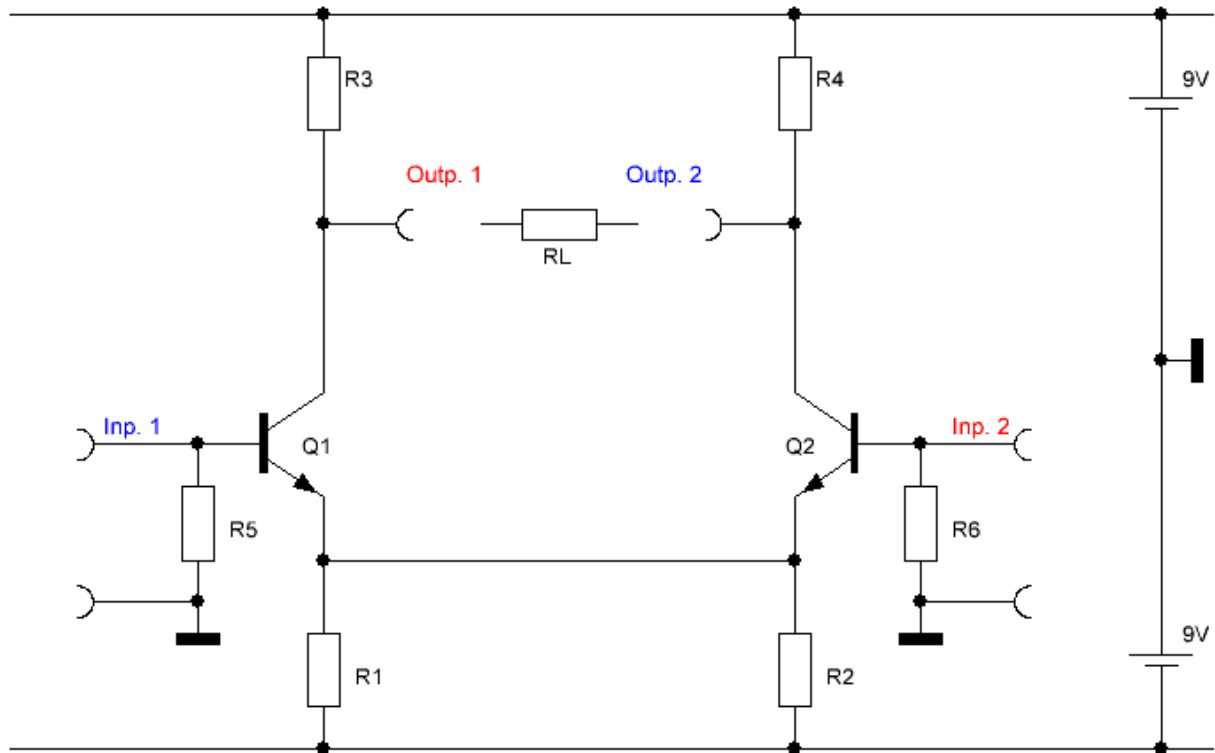 R3
R4
9V
Outp. 1
Outp. 2
RL
Inp. 1
Q1
Q2
Inp. 2
R5
R6
9V
R1
R2